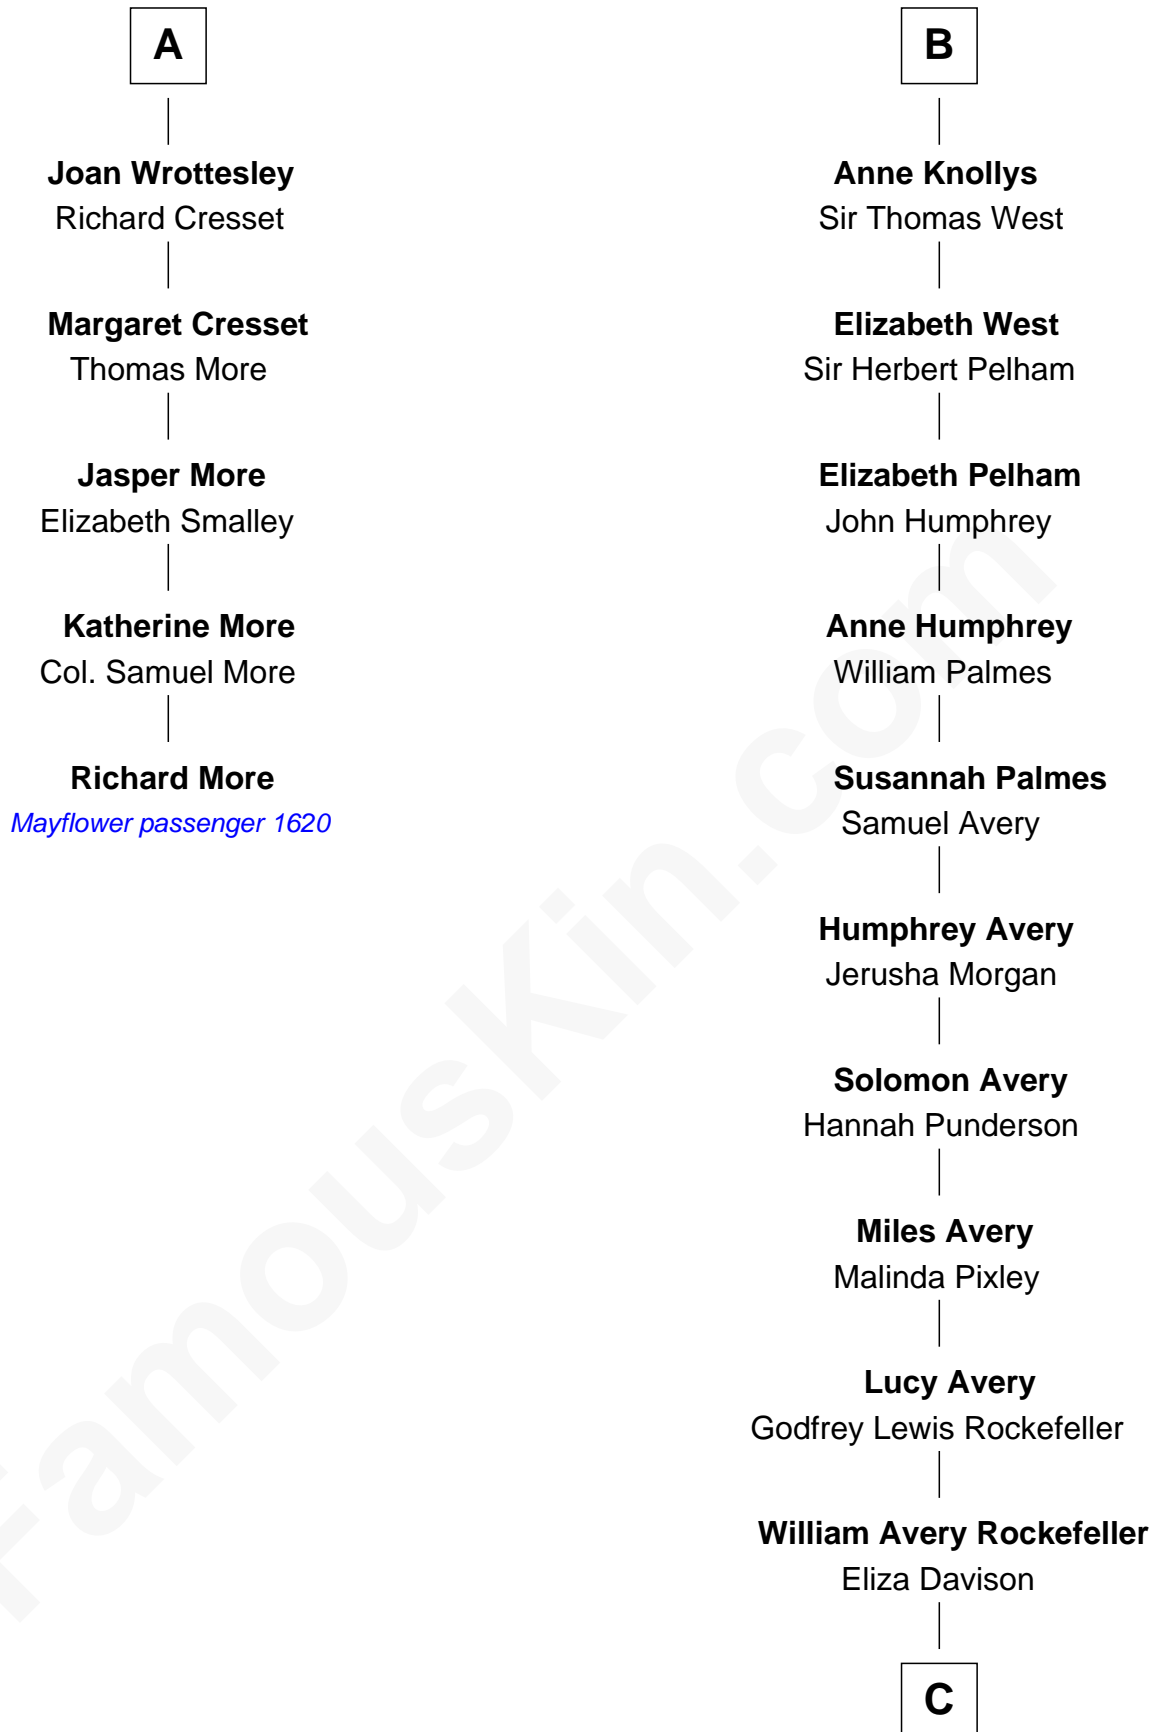 A
Joan Wrottesley
Richard Cresset
Margaret Cresset
Thomas More
Jasper More
Elizabeth Smalley
Katherine More
Col. Samuel More
Richard More
Mayflower passenger 1620
B
Anne Knollys
Sir Thomas West
Elizabeth West
Sir Herbert Pelham
Elizabeth Pelham
John Humphrey
Anne Humphrey
William Palmes
Susannah Palmes
Samuel Avery
Humphrey Avery
Jerusha Morgan
Solomon Avery
Hannah Punderson
Miles Avery
Malinda Pixley
Lucy Avery
Godfrey Lewis Rockefeller
William Avery Rockefeller
Eliza Davison
C
FamousKin.com